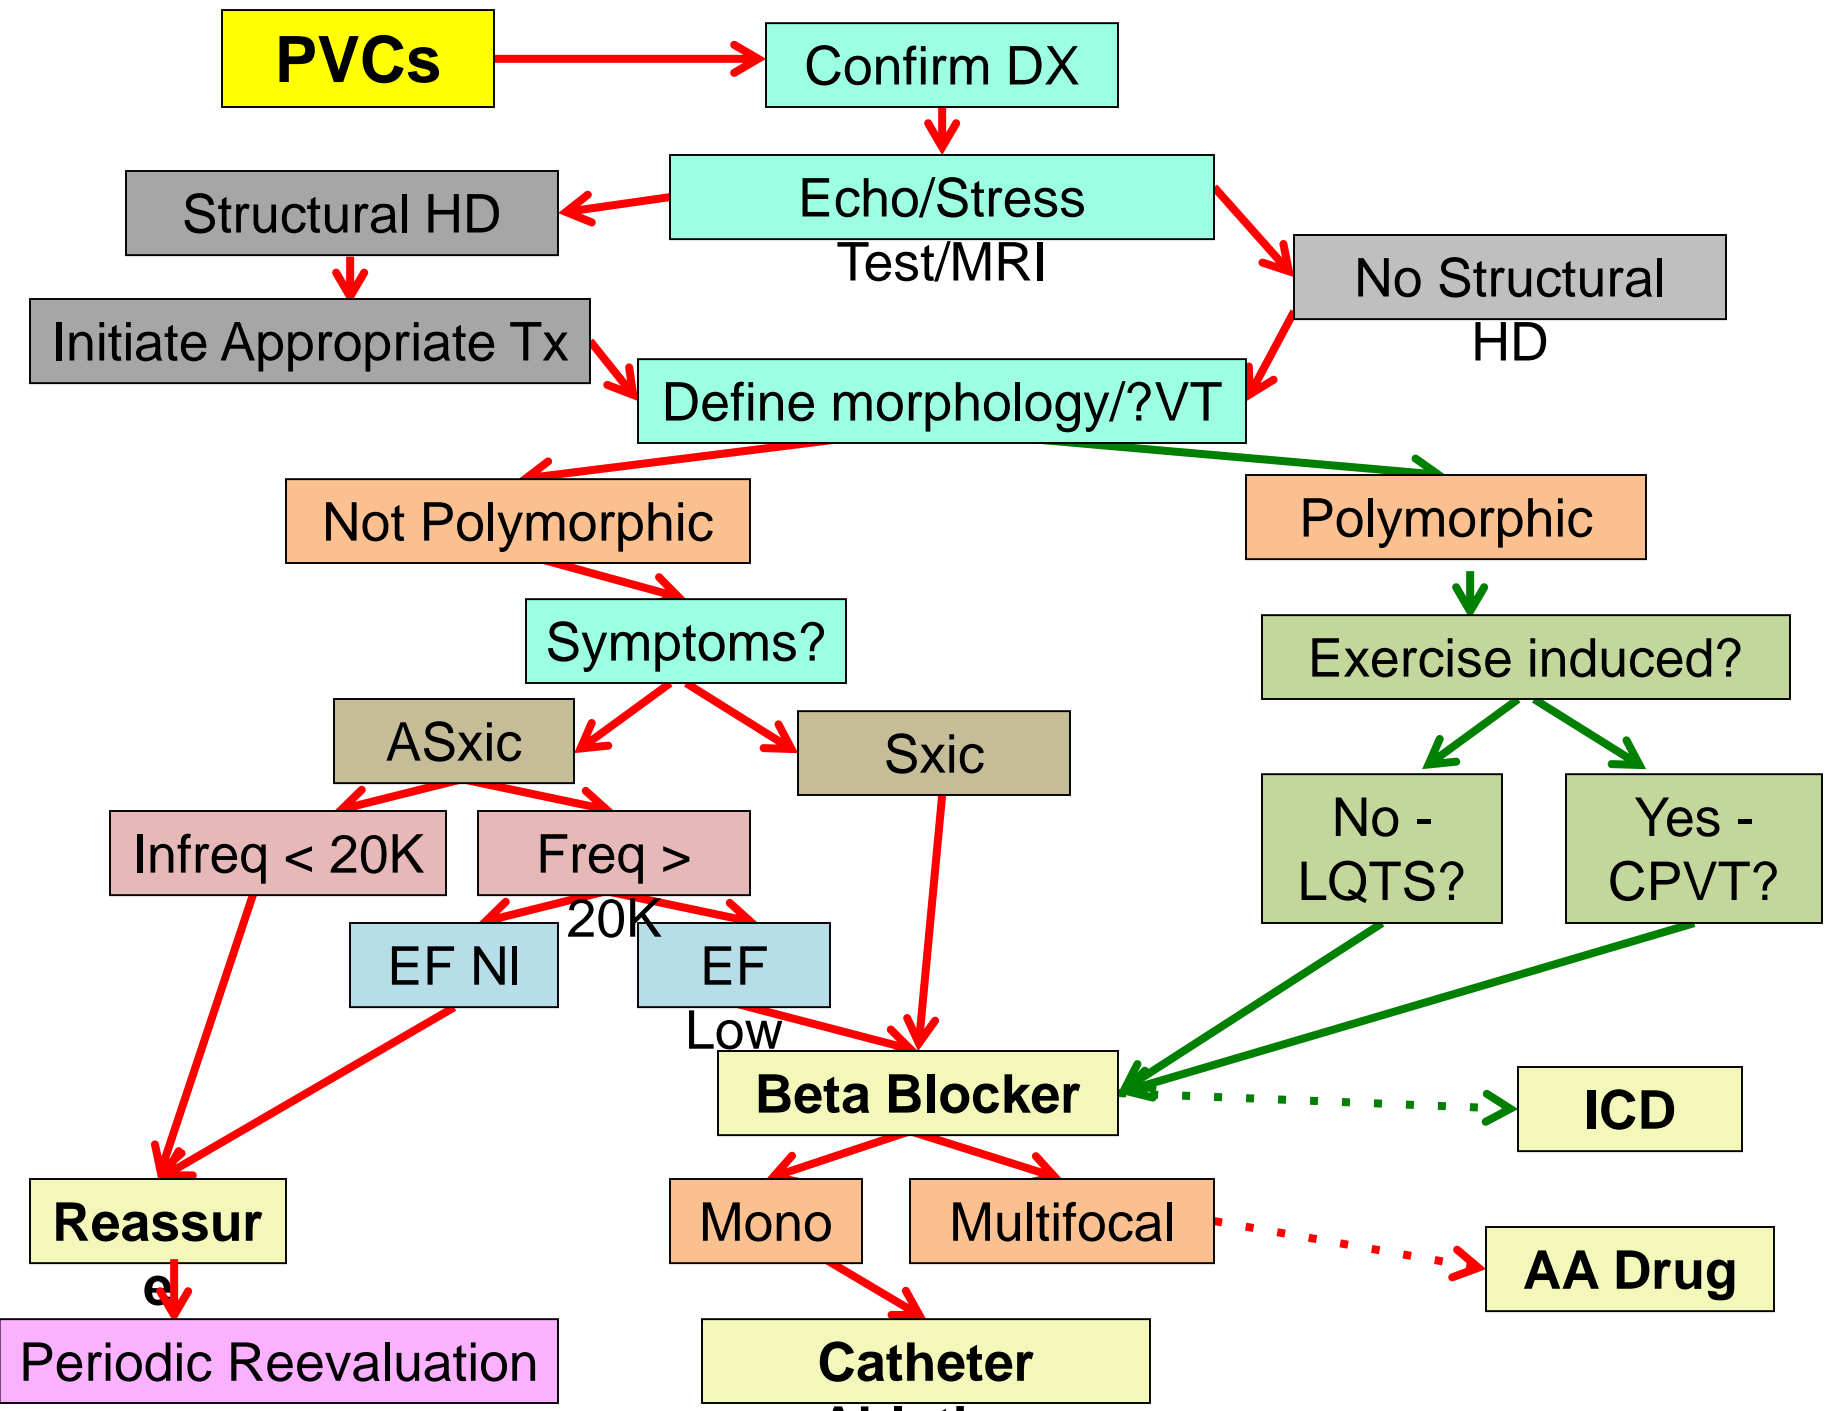 PVCs
Confirm DX
Echo/Stress
Test/MRI
Structural HD
No Structural
HD
Initiate Appropriate Tx
Define morphology/?VT
Not Polymorphic
Polymorphic
Symptoms?
Exercise induced?
ASxic
Sxic
No -
LQTS?
Yes -
CPVT?
Infreq < 20K
Freq >
20K
EF Nl
EF
Low
Beta Blocker
ICD
Reassur
e
Mono
Multifocal
AA Drug
Periodic Reevaluation
Catheter